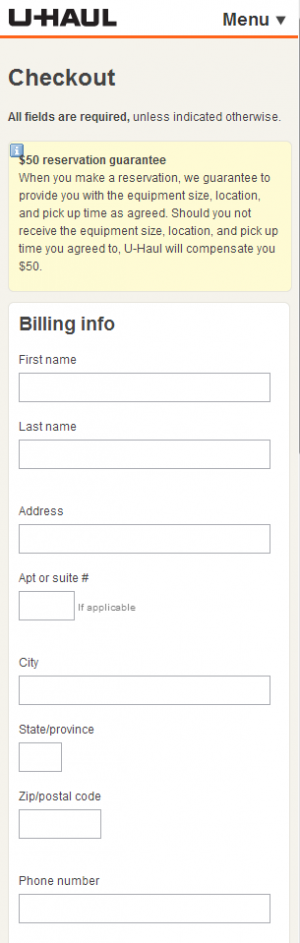 U-HAUL
Menu ▼
Checkout
All fields are required, unless indicated otherwise.
$50 reservation guarantee
When you make a reservation, we guarantee to
provide you with the equipment size, location,
and pick up time as agreed. Should you not
receive the equipment size, location, and pick up
time you agreed to, U-Haul will compensate you
$50.
Billing info
First name
Last name
Address
Apt or suite #
If applicable
City
State/province
Zip/postal code
Phone number